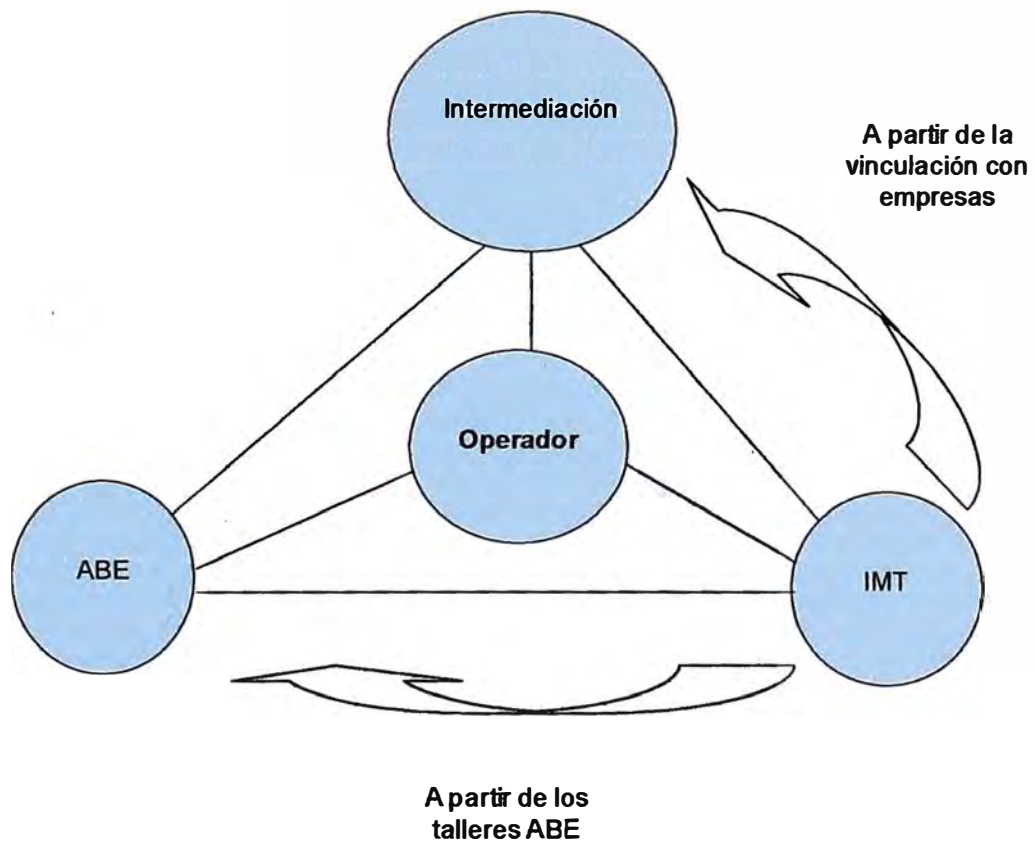 Intermediación
A partir de la
vinculación con
empresas
Operador
ABE
IMT
A partir de los
talleres ABE